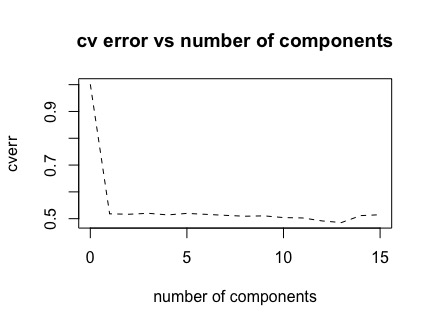 cv error vs number of components
cverr
0.9
0.7
0.5
0 5 10 15
number of components